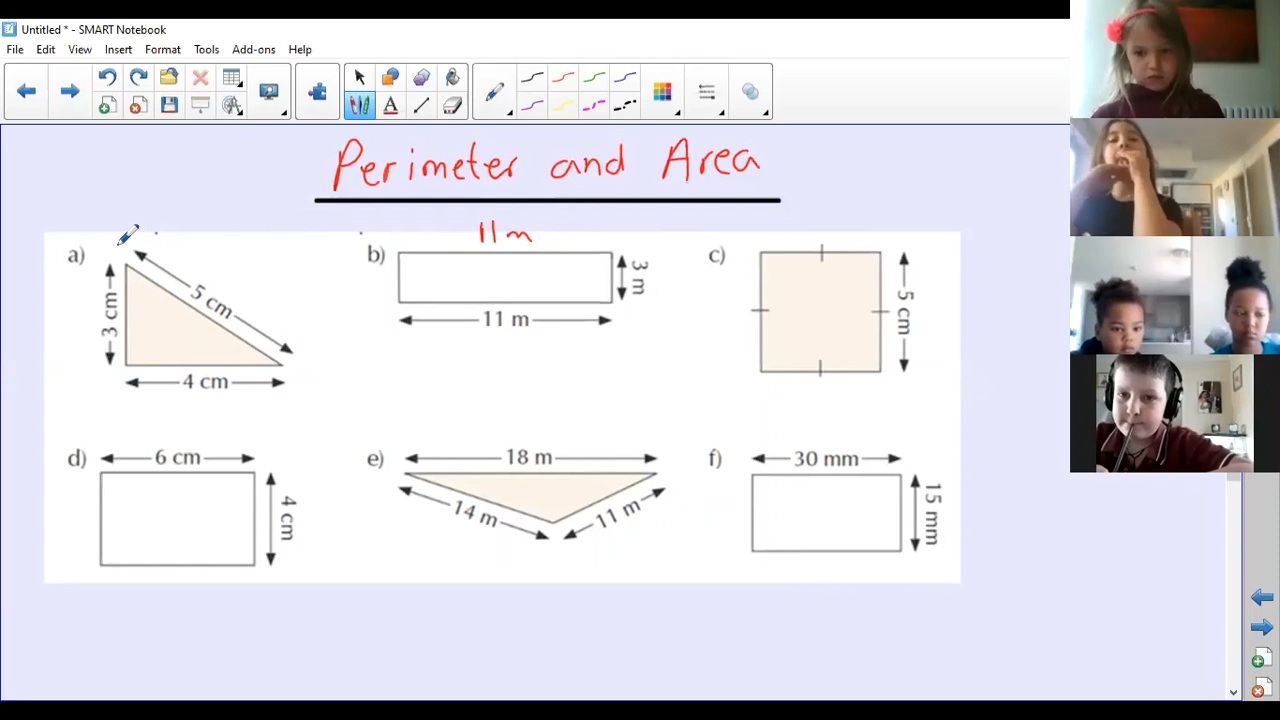 Untitled * - SMART Notebook
File Edit View Insert Format Tools Add-ons Help
Perimeter and Area
11 m
a) 3 cm 5 cm 4 cm
b) 3 m 11 m
c) 5 cm
d) 6 cm 4 cm
e) 18 m 14 m 11 m
f) 30 mm 15 mm